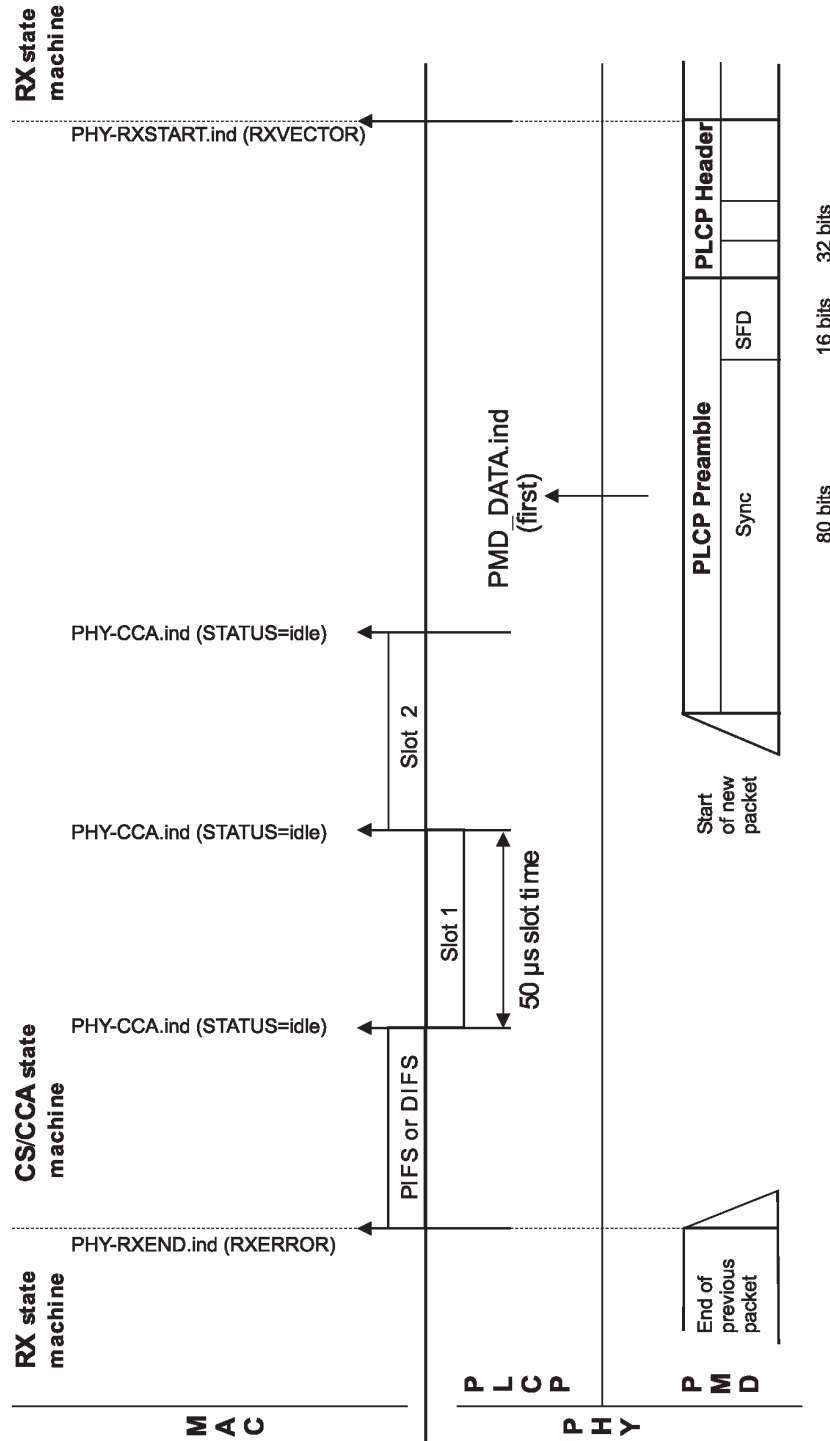 RX state
machine
CS/CCA state
machine
RX state
machine
MAC
PHY-RXEND.ind (RXERROR)
PHY-CCA.ind (STATUS=idle)
PHY-CCA.ind (STATUS=idle)
PHY-CCA.ind (STATUS=idle)
PHY-RXSTART.ind (RXVECTOR)
PIFS or DIFS
Slot 2
Slot 1
50 µs slot time
PLCP
PHY
PMD_DATA.ind
(first)
PMD
End of
previous
packet
Start
of new
packet
PLCP Preamble
PLCP Header
Sync
SFD
80 bits
16 bits
32 bits